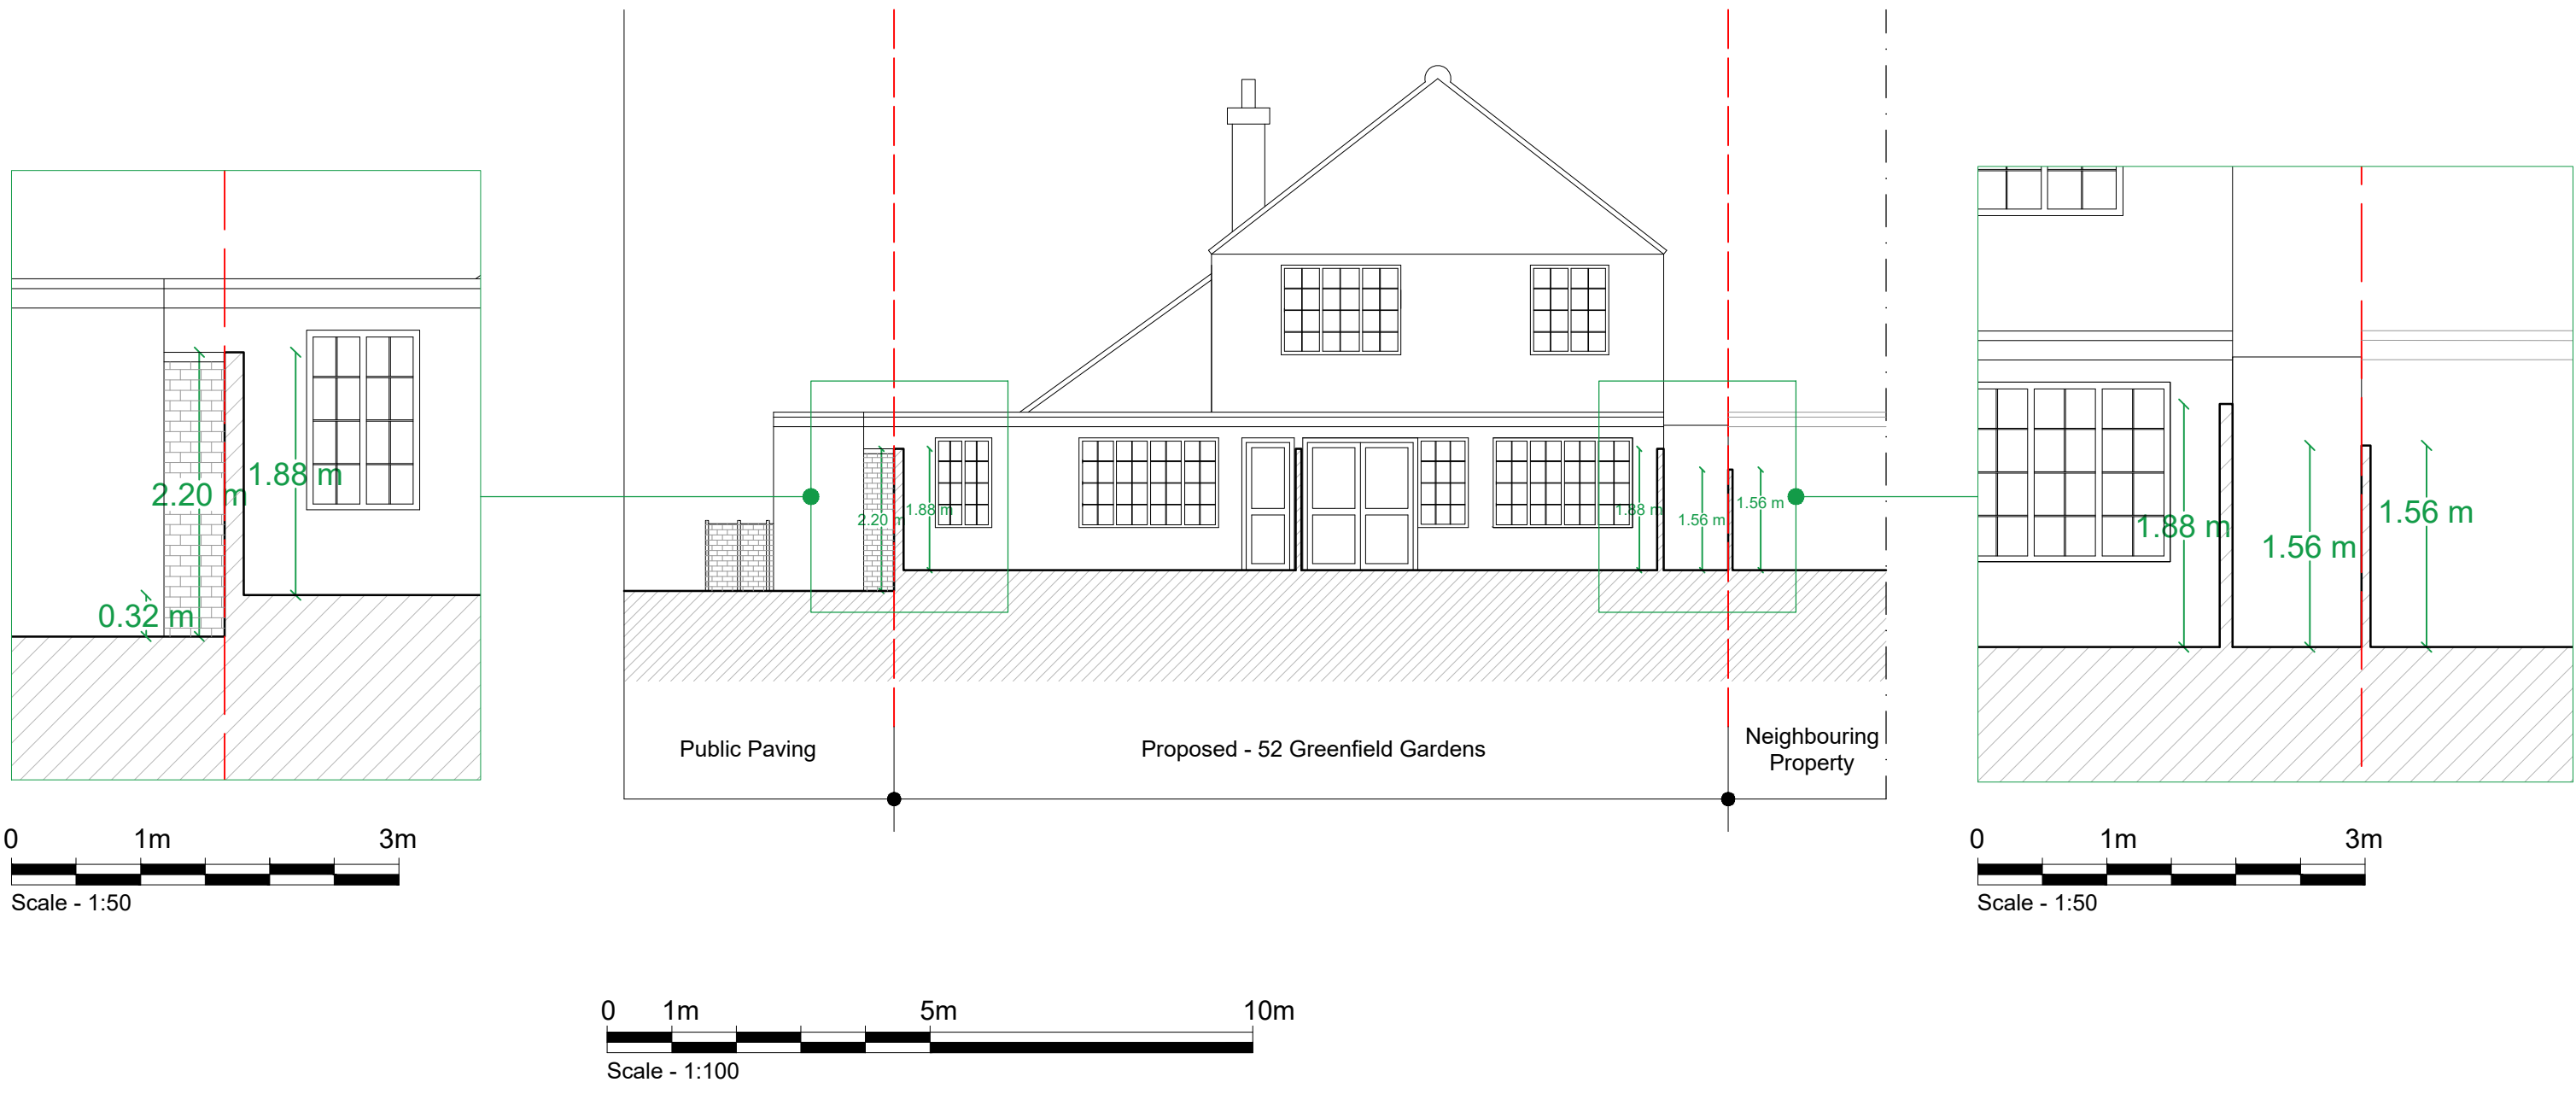 2.20 m
1.88 m
0.32 m
0 1m 3m
Scale - 1:50
2.20 m
1.88 m
1.88 m
1.56 m
1.56 m
Public Paving
Proposed - 52 Greenfield Gardens
Neighbouring
Property
0 1m 5m 10m
Scale - 1:100
1.88 m
1.56 m
1.56 m
0 1m 3m
Scale - 1:50